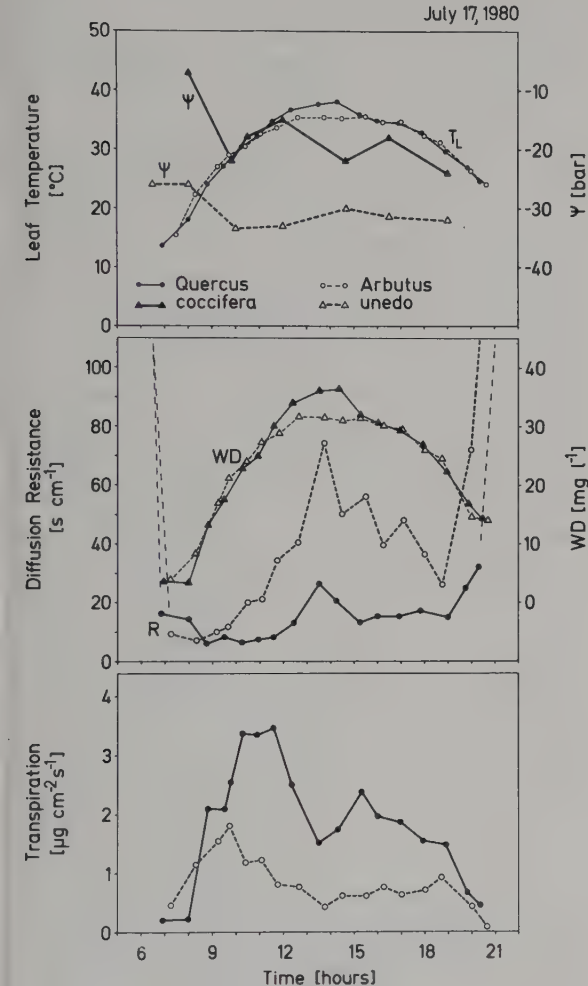 July 17, 1980
50
40
30
20
10
0
Leaf Temperature
[°C]
-10
-20
-30
-40
Ψ [bar]
Ψ
Ψ
T_L
Quercus
coccifera
Arbutus
unedo
100
80
60
40
20
0
Diffusion Resistance
[s cm⁻¹]
40
30
20
10
0
WD [mg l⁻¹]
WD
R
4
3
2
1
0
Transpiration
[µg cm⁻²s⁻¹]
6 9 12 15 18 21
Time [hours]